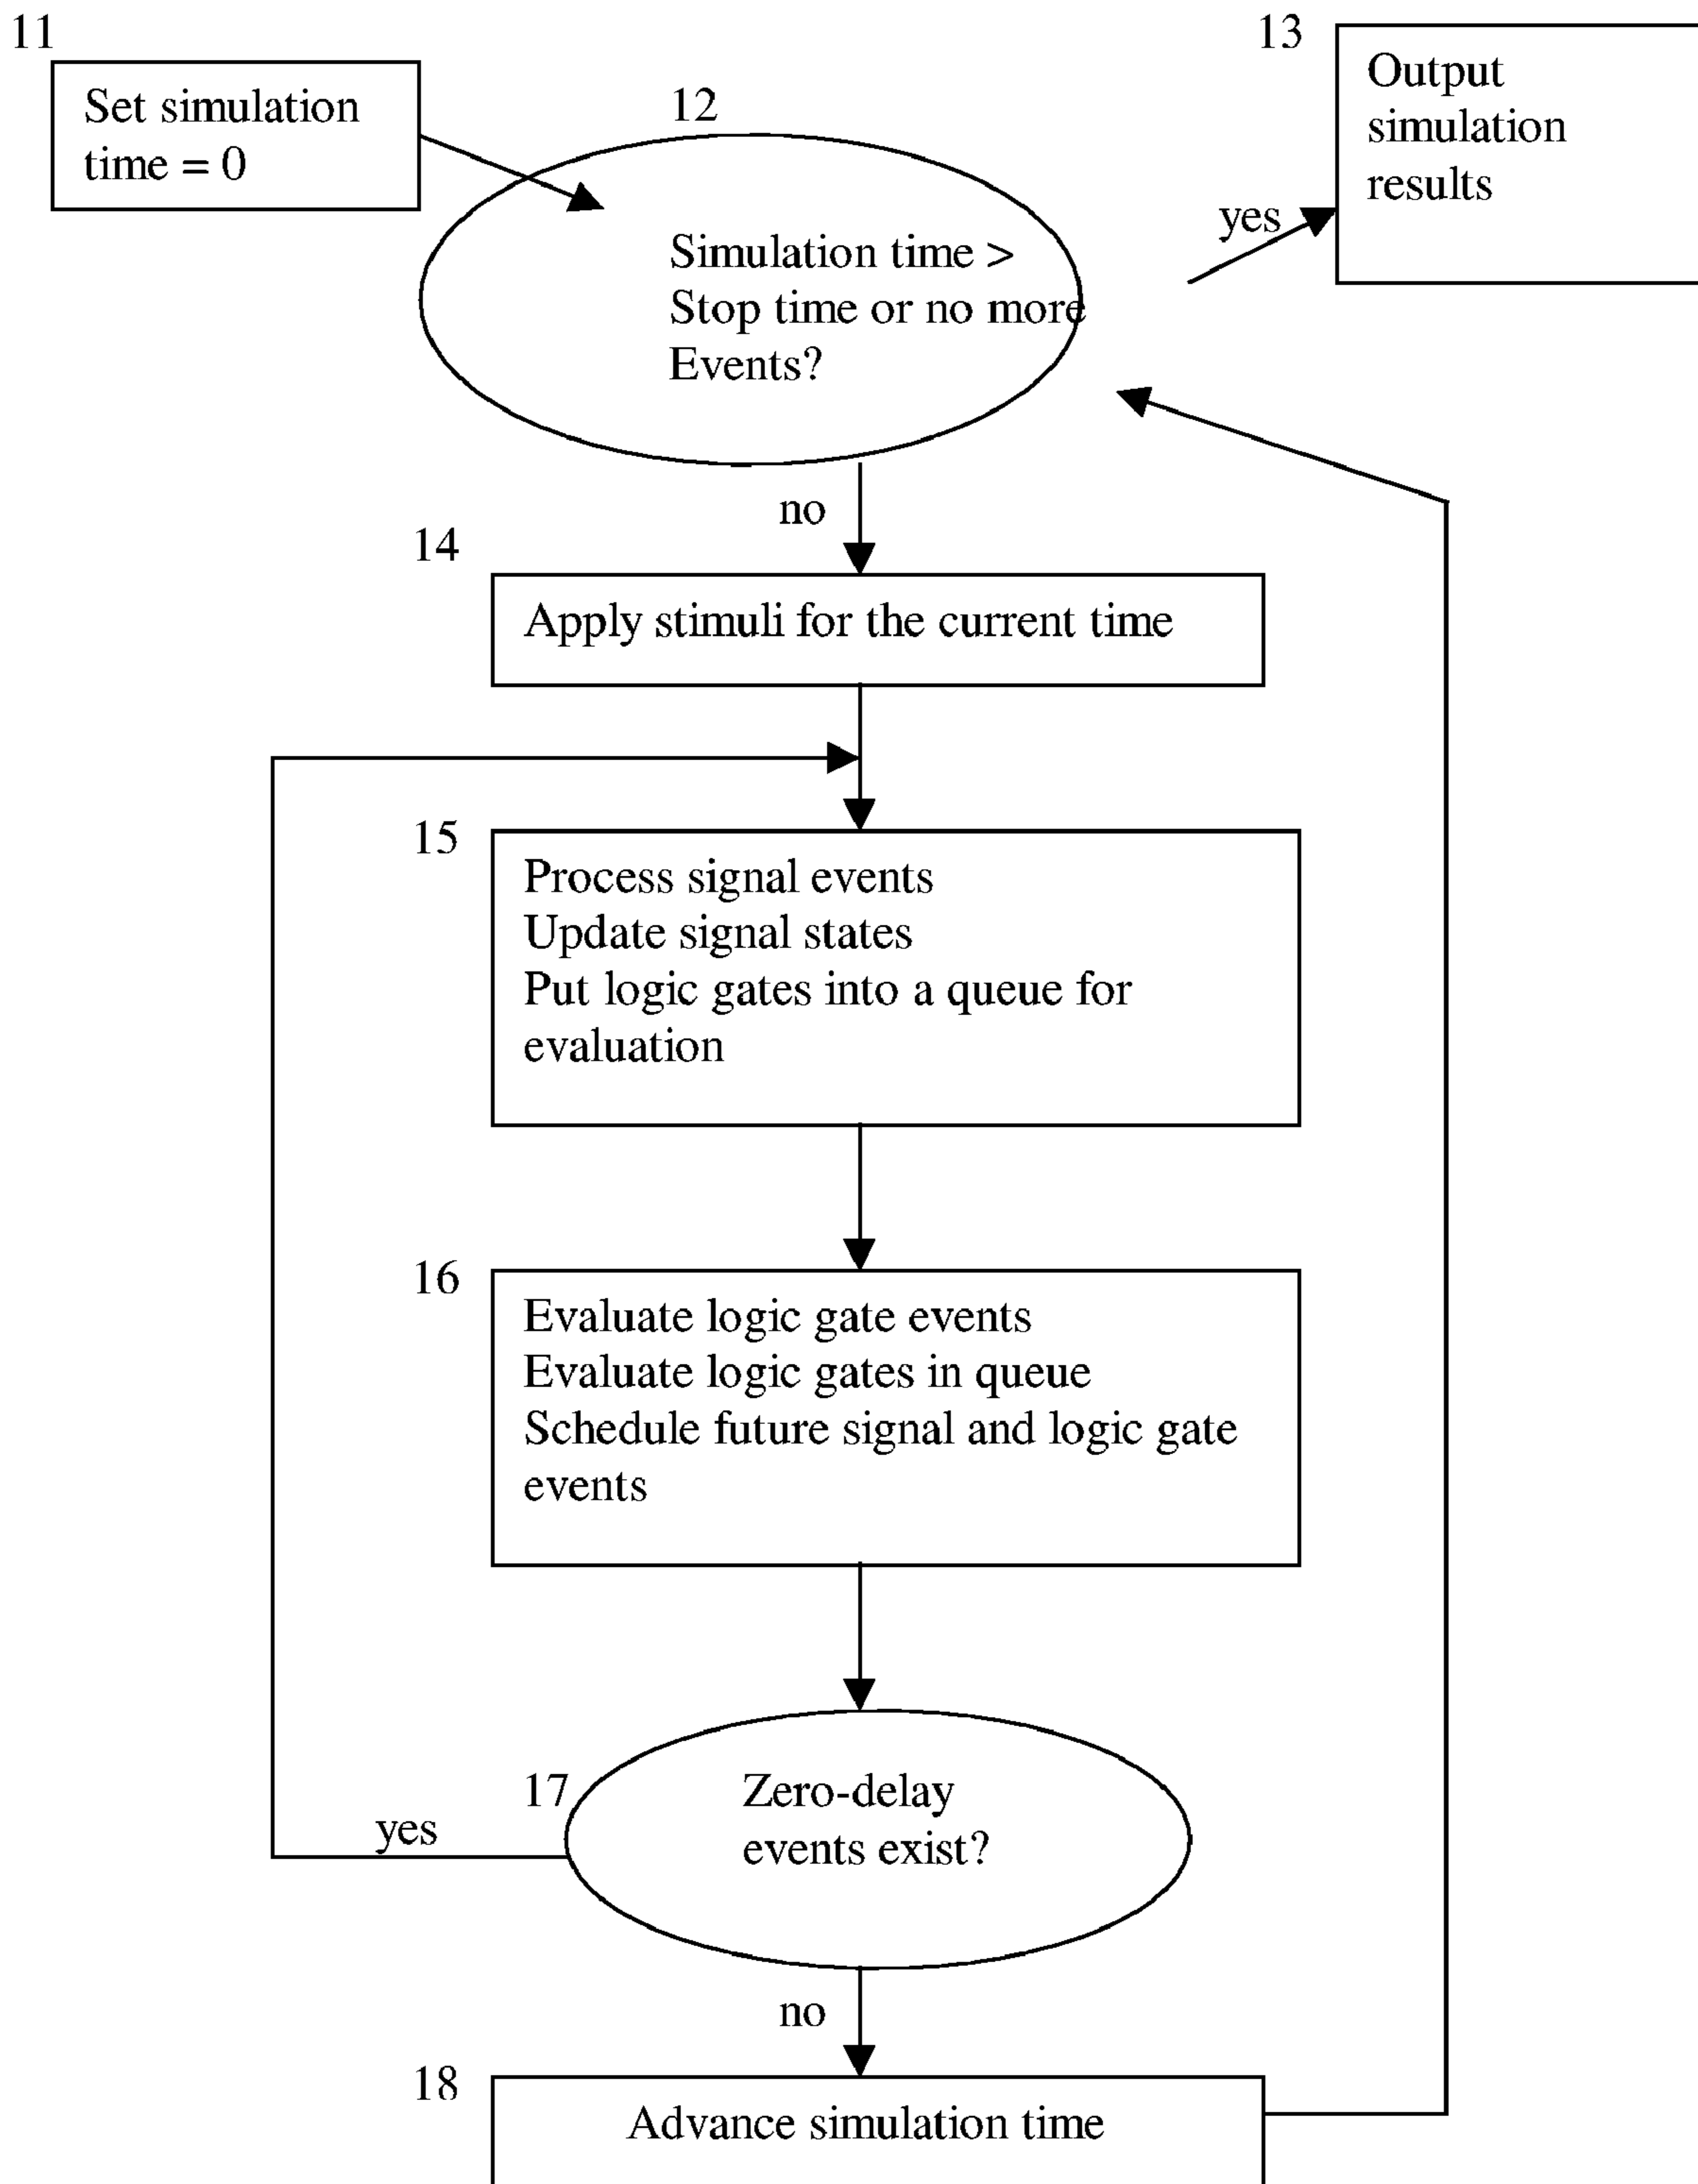 11
Set simulation
time = 0
12
Simulation time >
Stop time or no more
Events?
13
Output
simulation
results
yes
no
14
Apply stimuli for the current time
15
Process signal events
Update signal states
Put logic gates into a queue for
evaluation
16
Evaluate logic gate events
Evaluate logic gates in queue
Schedule future signal and logic gate
events
17
Zero-delay
events exist?
yes
no
18
Advance simulation time